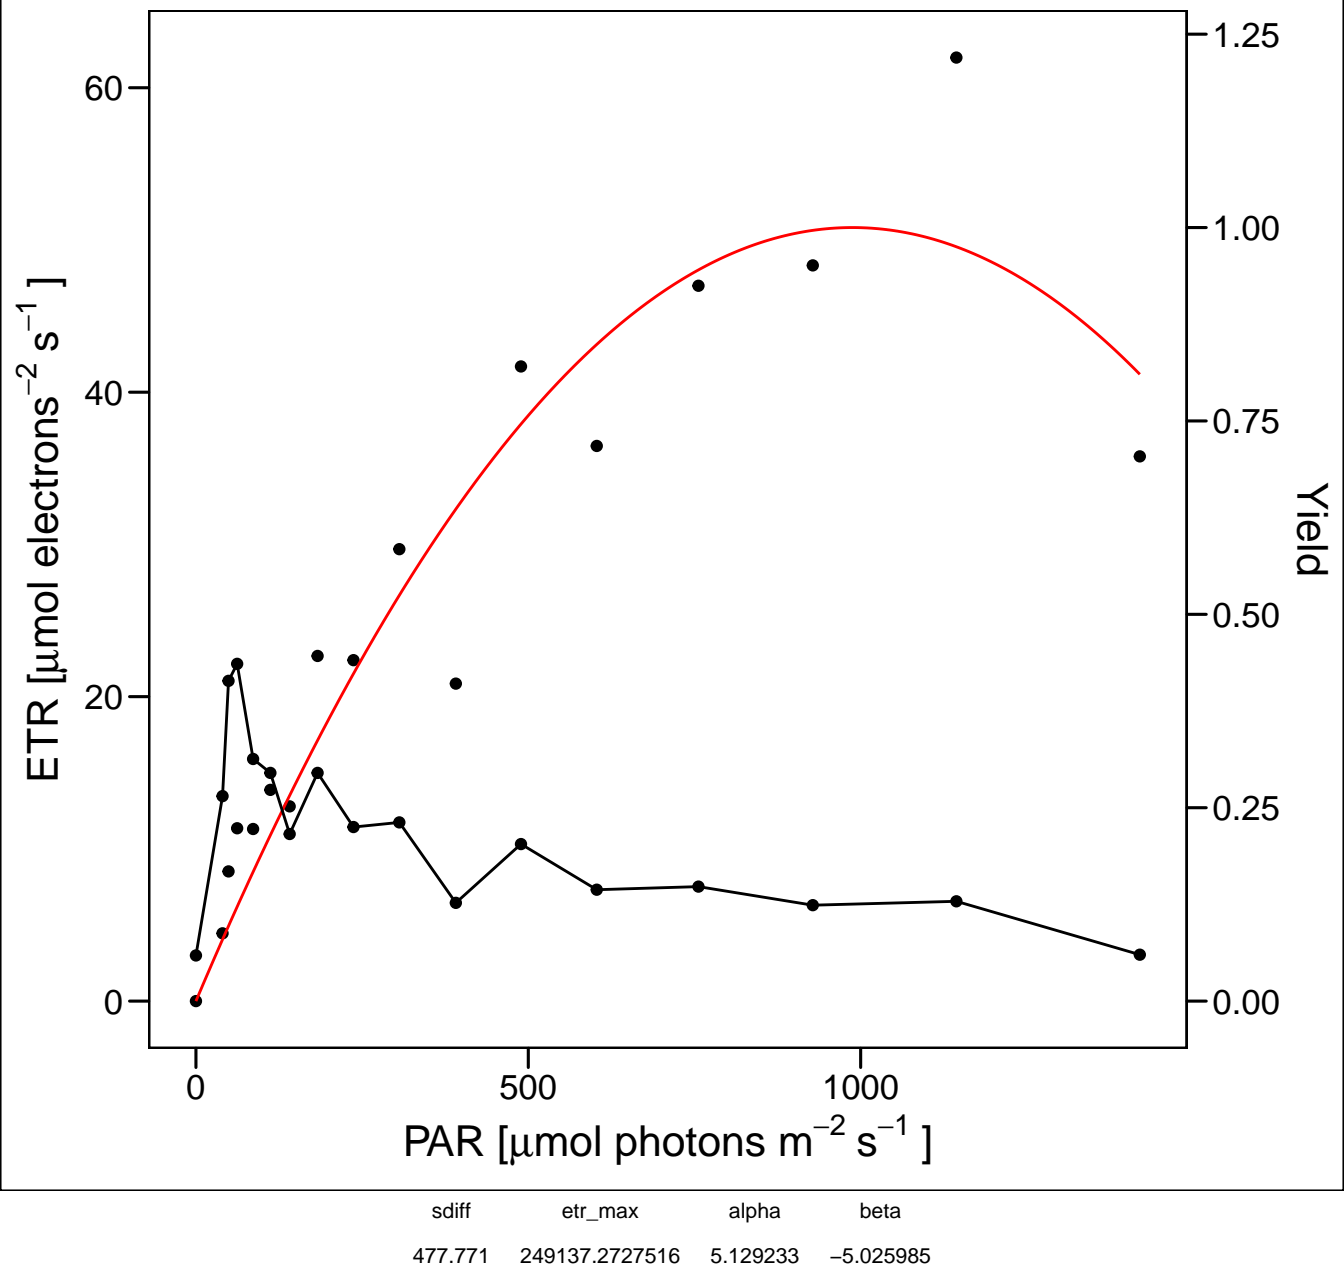 1.25
60
1.00
40
0.75
0.50
20
0.25
0
0.00
ETR [μmol electrons⁻² s⁻¹ ]
Yield
0 500 1000
PAR [μmol photons m⁻² s⁻¹ ]
sdiff etr_max alpha beta
477.771 249137.2727516 5.129233 −5.025985